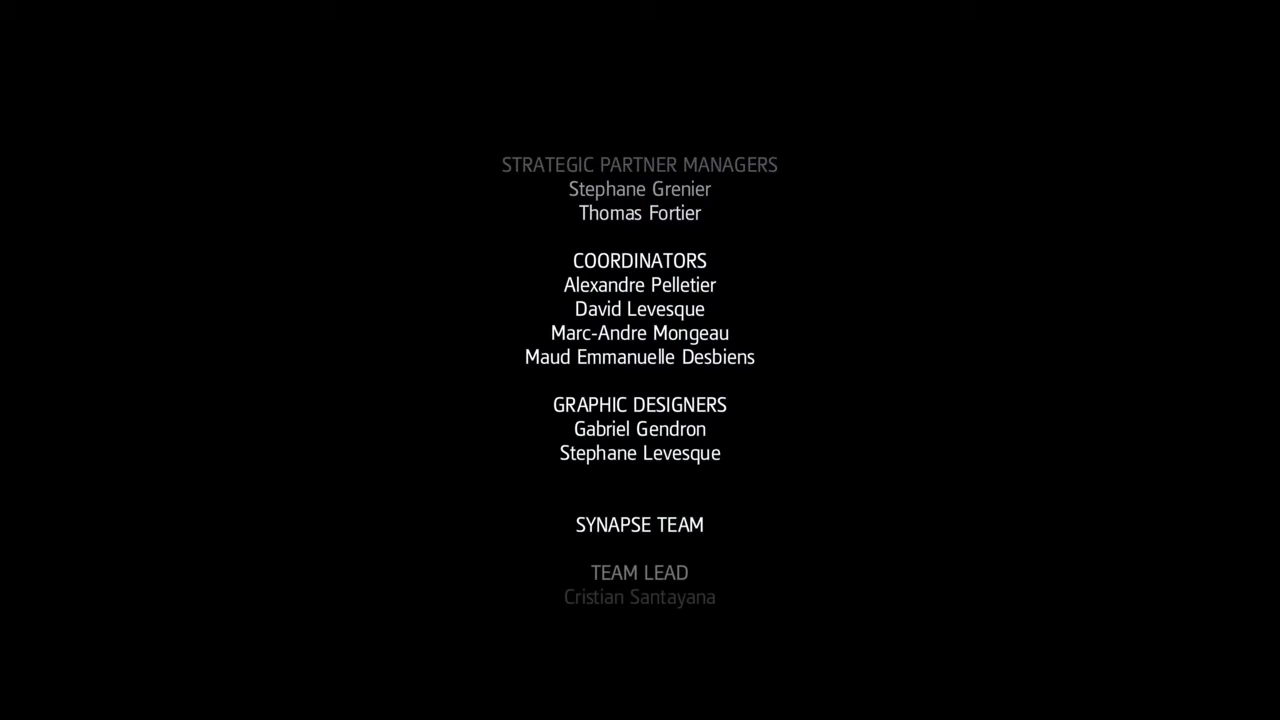 STRATEGIC PARTNER MANAGERS
Stephane Grenier
Thomas Fortier
COORDINATORS
Alexandre Pelletier
David Levesque
Marc-Andre Mongeau
Maud Emmanuelle Desbiens
GRAPHIC DESIGNERS
Gabriel Gendron
Stephane Levesque
SYNAPSE TEAM
TEAM LEAD
Cristian Santayana